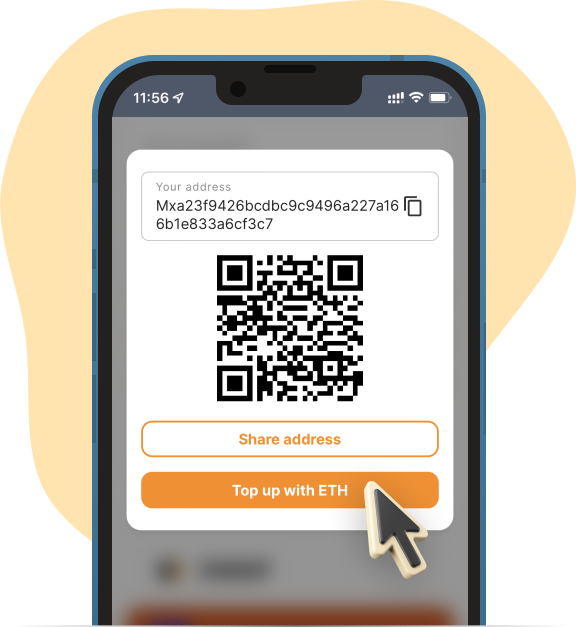 11:56
Your address
Mxa23f9426bcdbc9c9496a227a16
6b1e833a6cf3c7
Share address
Top up with ETH